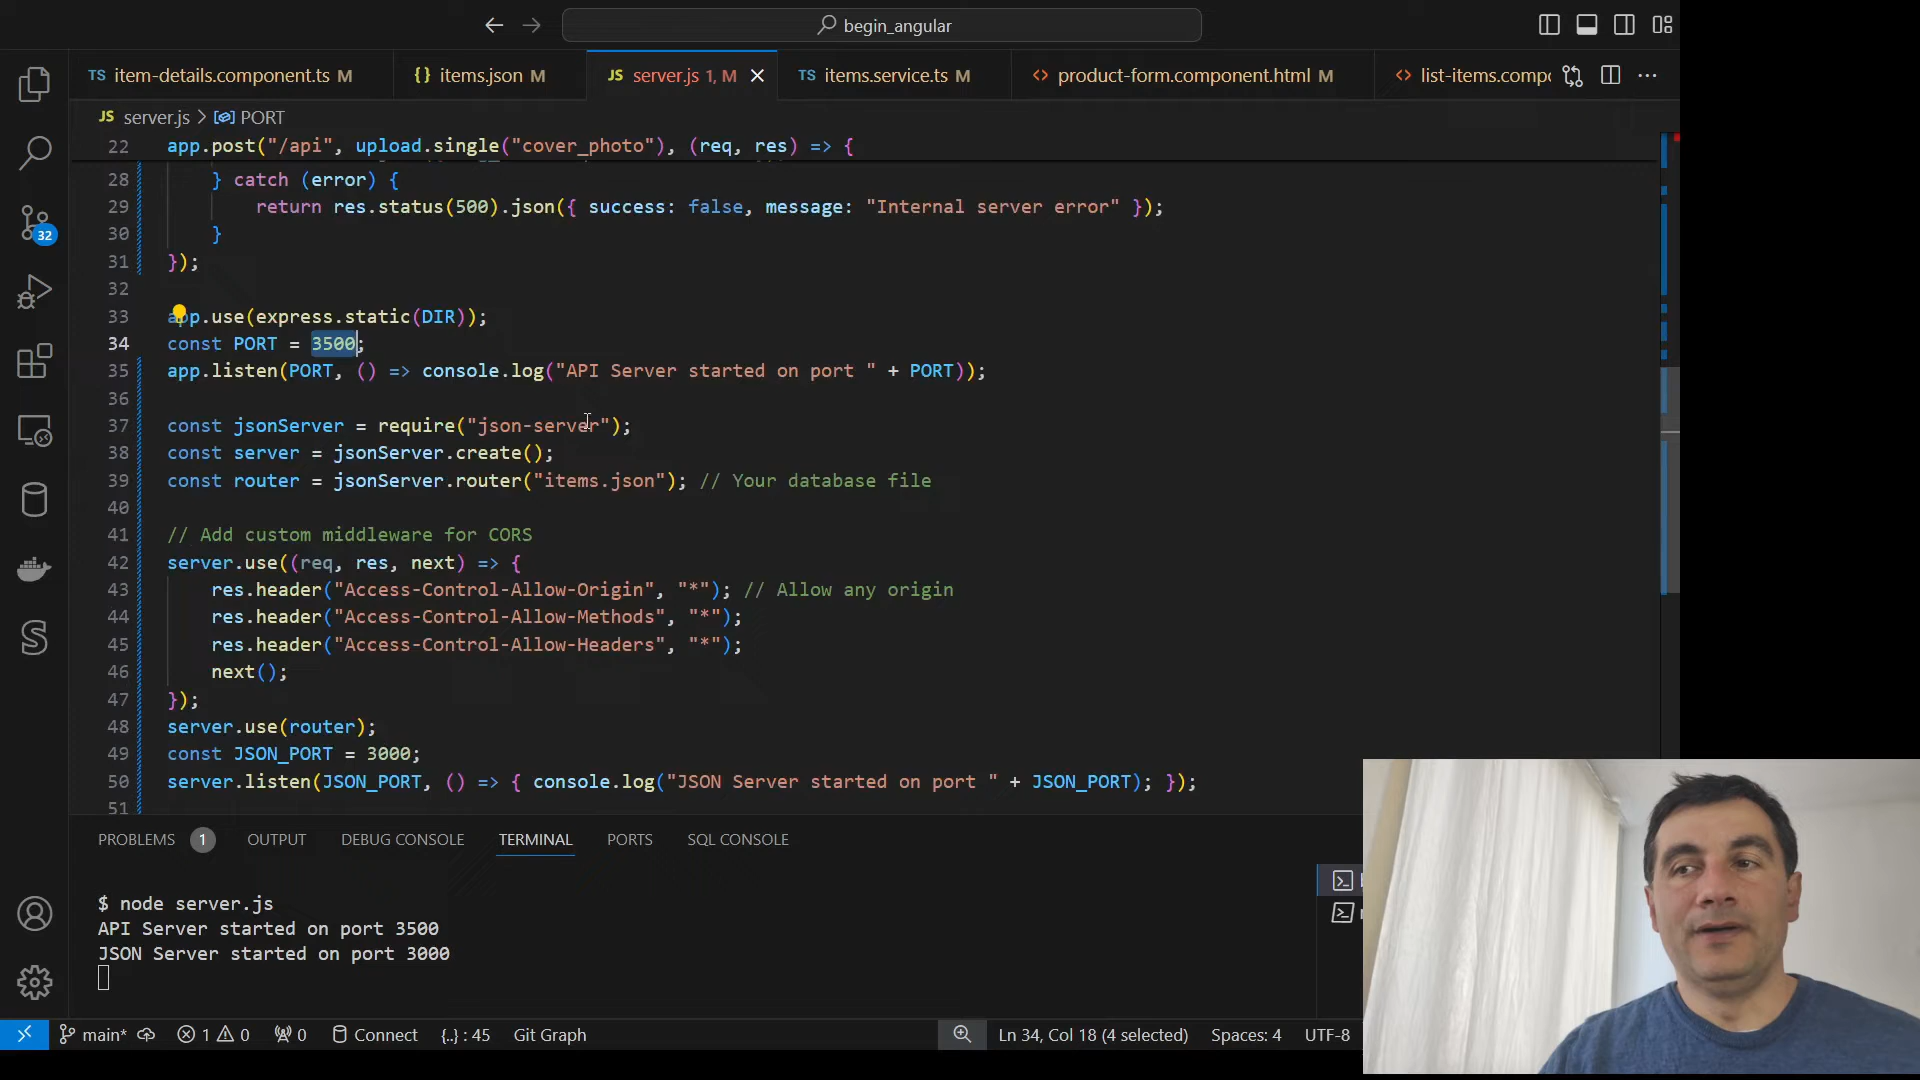 begin_angular
TS item-details.component.ts M
{} items.json M
JS server.js 1, M
TS items.service.ts M
<> product-form.component.html M
<> list-items.compo
JS server.js > PORT
22 app.post("/api", upload.single("cover_photo"), (req, res) => {
28 } catch (error) {
29 return res.status(500).json({ success: false, message: "Internal server error" });
30 }
31 });
32
33 app.use(express.static(DIR));
34 const PORT = 3500;
35 app.listen(PORT, () => console.log("API Server started on port " + PORT));
36
37 const jsonServer = require("json-server");
38 const server = jsonServer.create();
39 const router = jsonServer.router("items.json"); // Your database file
40
41 // Add custom middleware for CORS
42 server.use((req, res, next) => {
43 res.header("Access-Control-Allow-Origin", "*"); // Allow any origin
44 res.header("Access-Control-Allow-Methods", "*");
45 res.header("Access-Control-Allow-Headers", "*");
46 next();
47 });
48 server.use(router);
49 const JSON_PORT = 3000;
50 server.listen(JSON_PORT, () => { console.log("JSON Server started on port " + JSON_PORT); });
51
32
PROBLEMS 1 OUTPUT DEBUG CONSOLE TERMINAL PORTS SQL CONSOLE
$ node server.js
API Server started on port 3500
JSON Server started on port 3000
main* 1 0 0 Connect {..} : 45 Git Graph Ln 34, Col 18 (4 selected) Spaces: 4 UTF-8